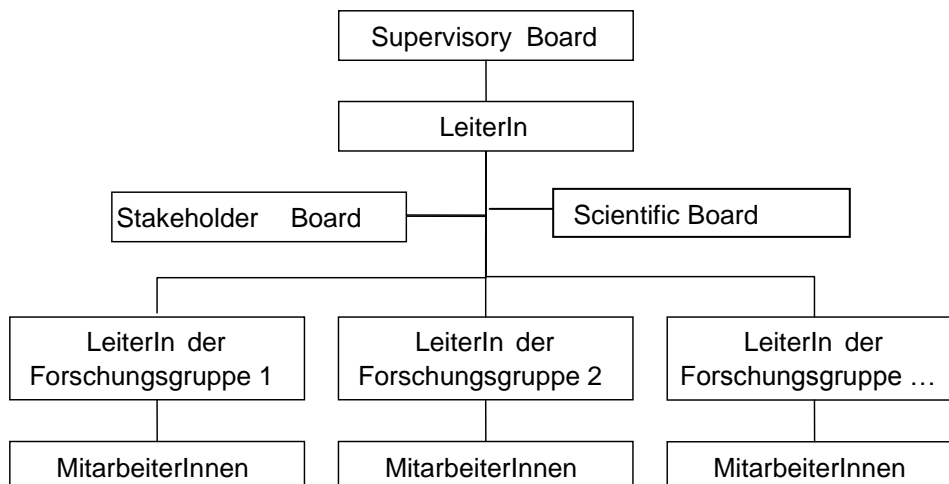 Supervisory Board
LeiterIn
Stakeholder Board
Scientific Board
LeiterIn der
Forschungsgruppe 1
LeiterIn der
Forschungsgruppe 2
LeiterIn der
Forschungsgruppe …
MitarbeiterInnen
MitarbeiterInnen
MitarbeiterInnen